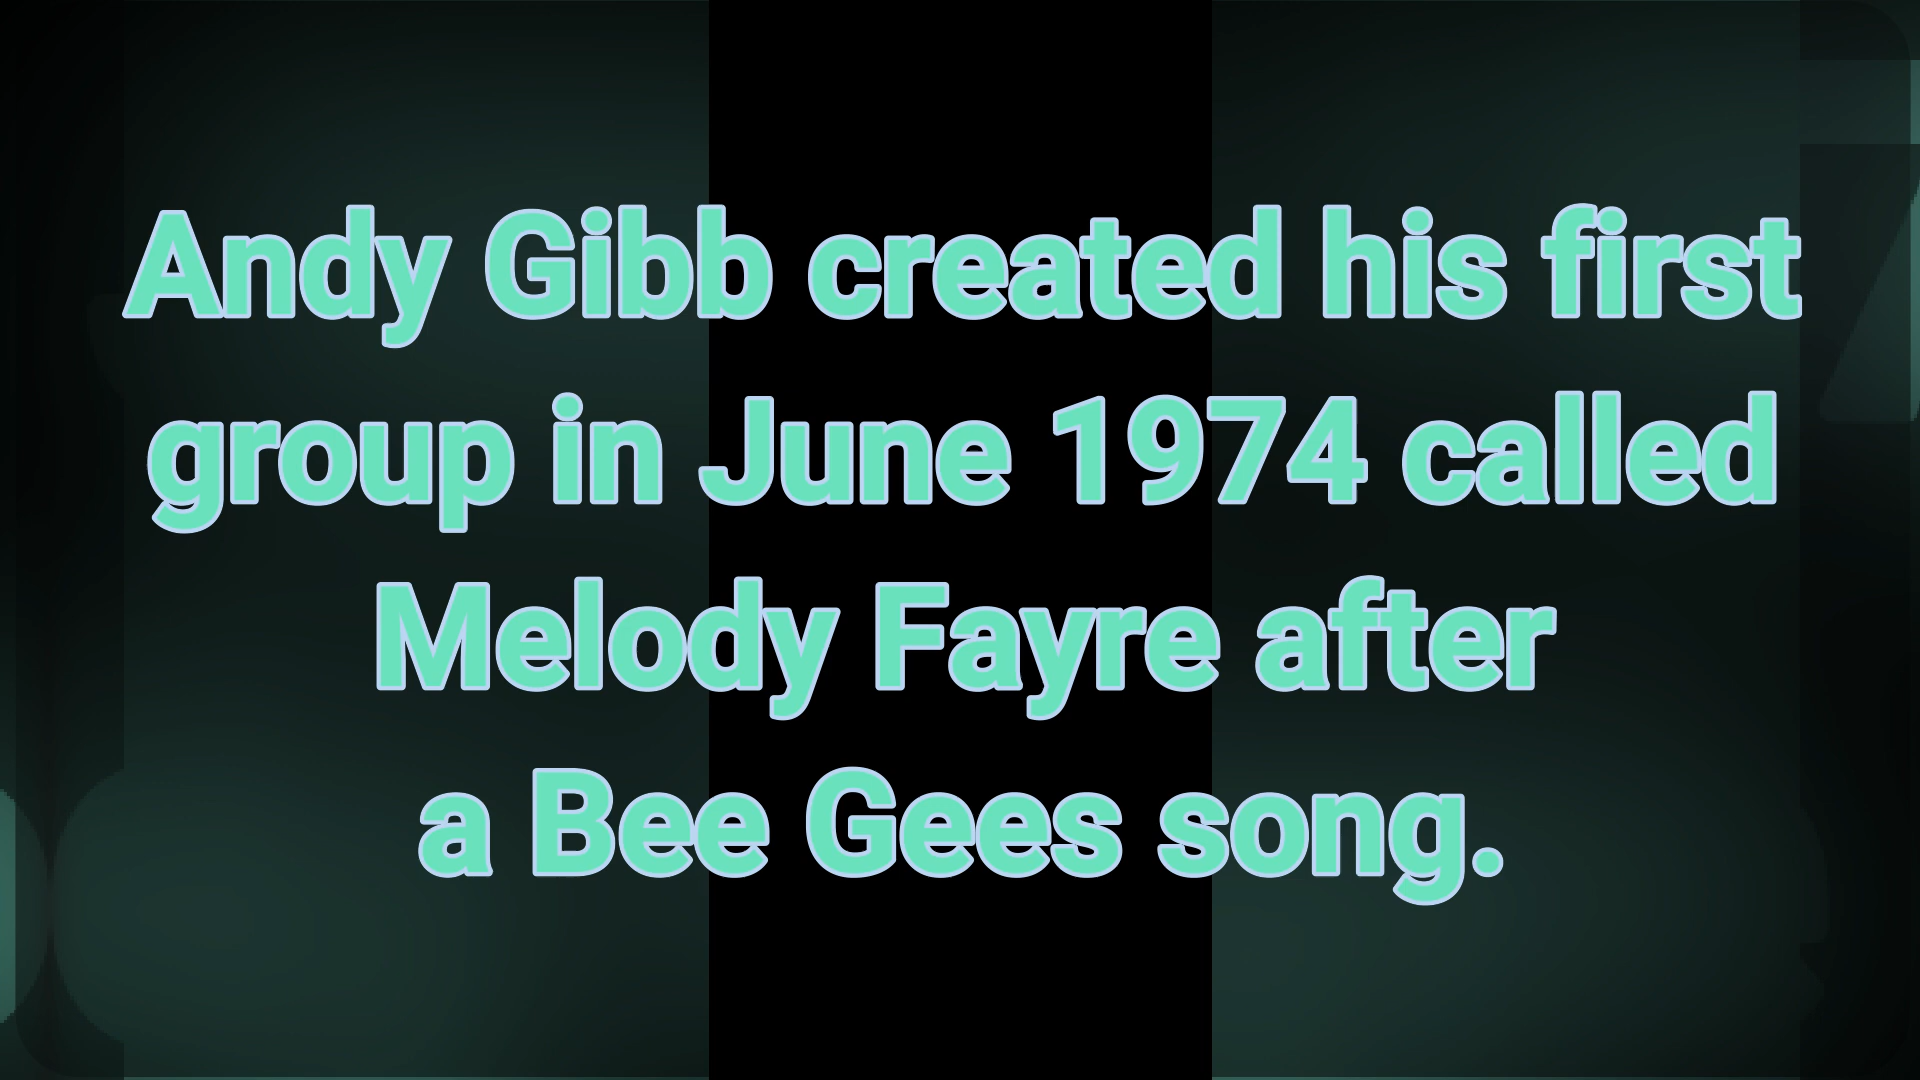 Andy Gibb created his first
group in June 1974 called
Melody Fayre after
a Bee Gees song.